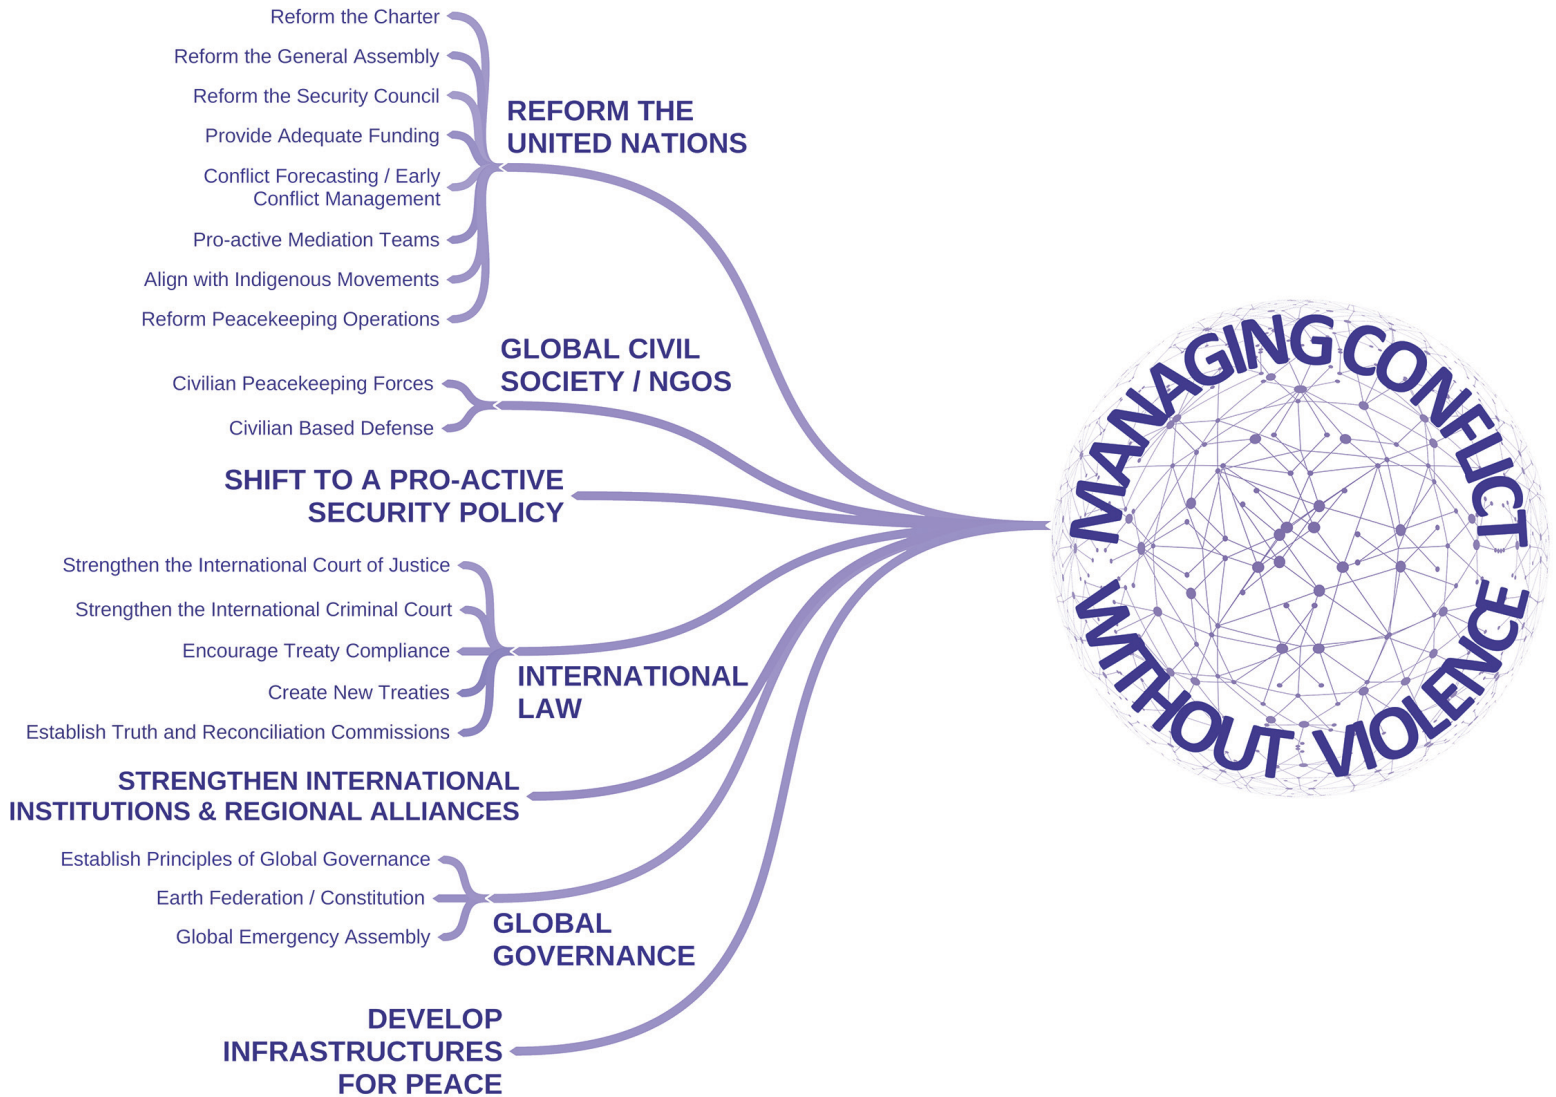 Reform the Charter
Reform the General Assembly
Reform the Security Council
Provide Adequate Funding
Conflict Forecasting / Early
Conflict Management
Pro-active Mediation Teams
Align with Indigenous Movements
Reform Peacekeeping Operations
REFORM THE
UNITED NATIONS
Civilian Peacekeeping Forces
Civilian Based Defense
GLOBAL CIVIL
SOCIETY / NGOS
SHIFT TO A PRO-ACTIVE
SECURITY POLICY
Strengthen the International Court of Justice
Strengthen the International Criminal Court
Encourage Treaty Compliance
Create New Treaties
Establish Truth and Reconciliation Commissions
INTERNATIONAL
LAW
STRENGTHEN INTERNATIONAL
INSTITUTIONS & REGIONAL ALLIANCES
Establish Principles of Global Governance
Earth Federation / Constitution
Global Emergency Assembly
GLOBAL
GOVERNANCE
DEVELOP
INFRASTRUCTURES
FOR PEACE
MANAGING CONFLICT
WITHOUT VIOLENCE